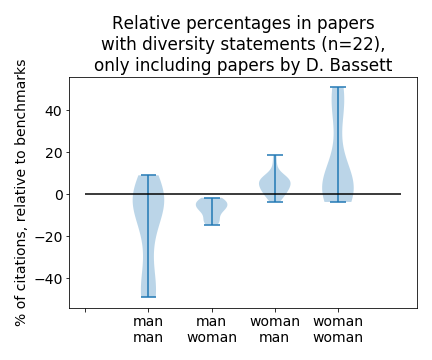 Relative percentages in papers
with diversity statements (n=22),
only including papers by D. Bassett
% of citations, relative to benchmarks
40
20
0
−20
−40
man man woman woman
man woman man woman